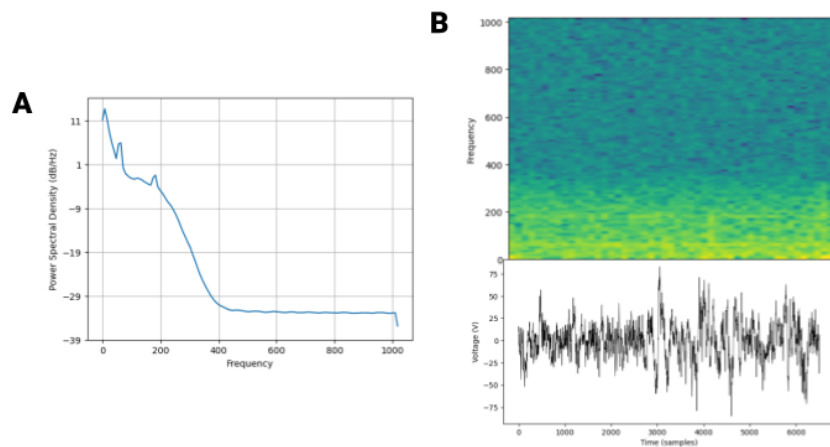 A
11
1
-9
-19
-29
-39
0 200 400 600 800 1000
Frequency
Power Spectral Density (dB/Hz)
B
1000
800
600
400
200
0
Frequency
75
50
25
0
-25
-50
-75
Voltage (V)
0 1000 2000 3000 4000 5000 6000
Time (samples)